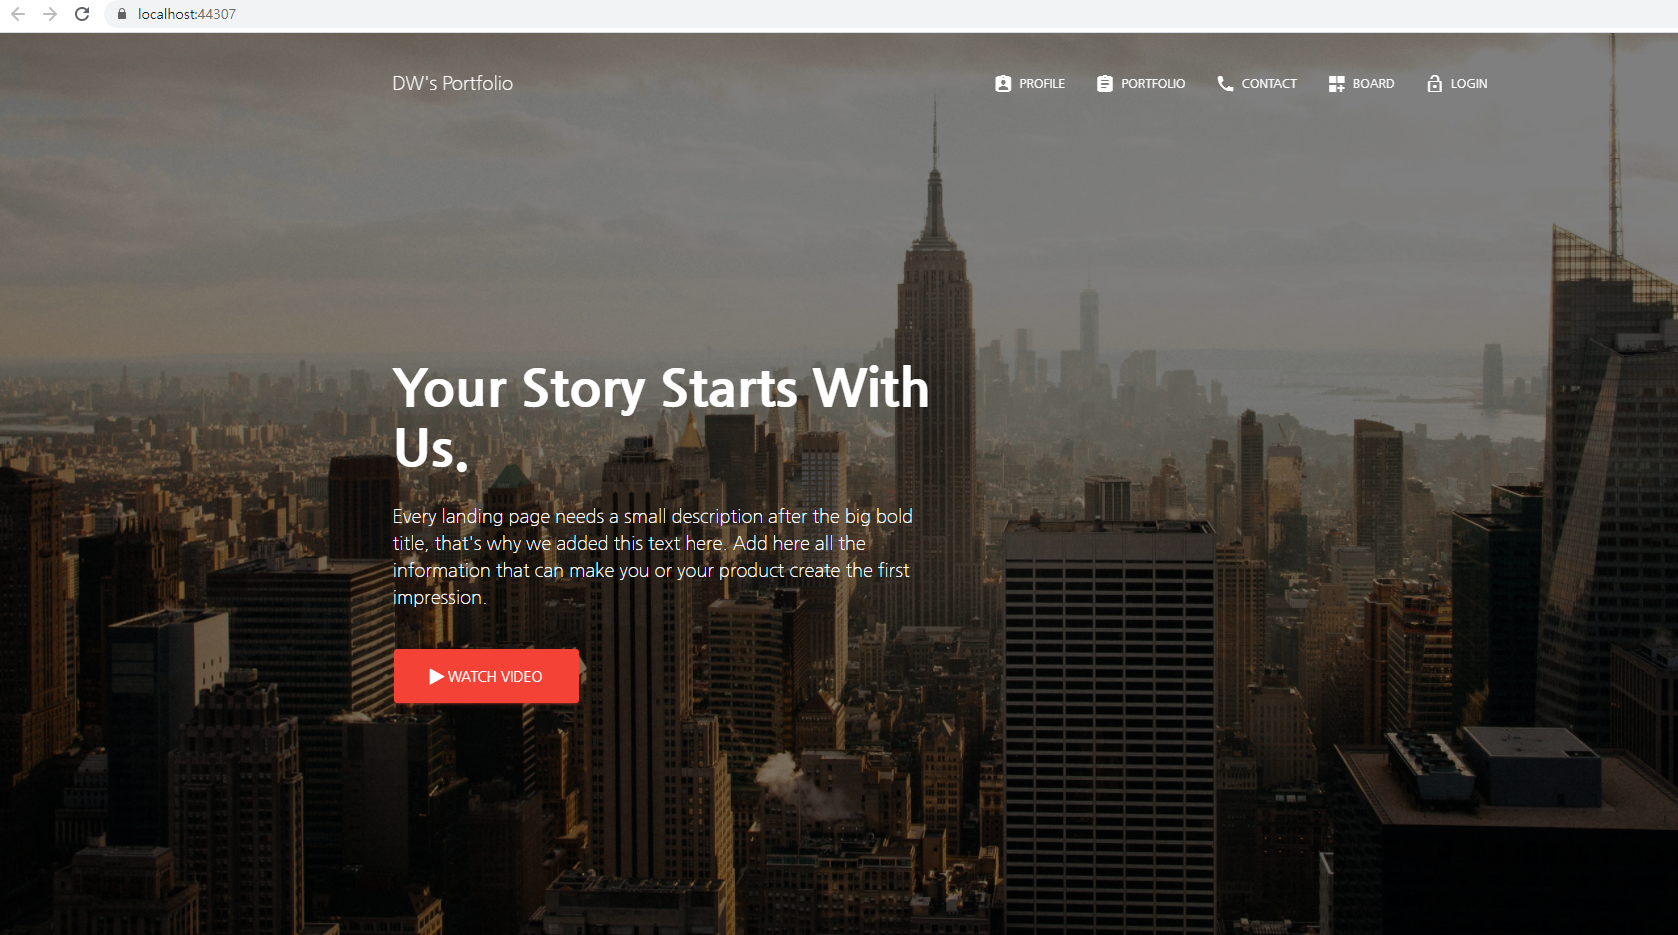 localhost:44307
DW's Portfolio
PROFILE
PORTFOLIO
CONTACT
BOARD
LOGIN
Your Story Starts With
Us.
Every landing page needs a small description after the big bold
title, that's why we added this text here. Add here all the
information that can make you or your product create the first
impression.
WATCH VIDEO